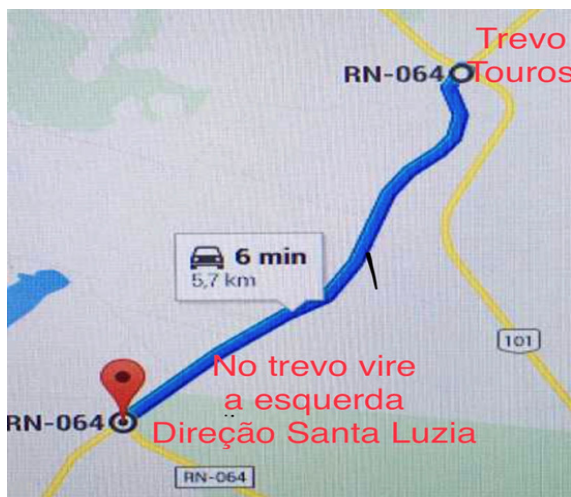 Trevo
Touros
RN-064
6 min
5,7 km
101
No trevo vire
a esquerda
Direção Santa Luzia
RN-064
RN-064